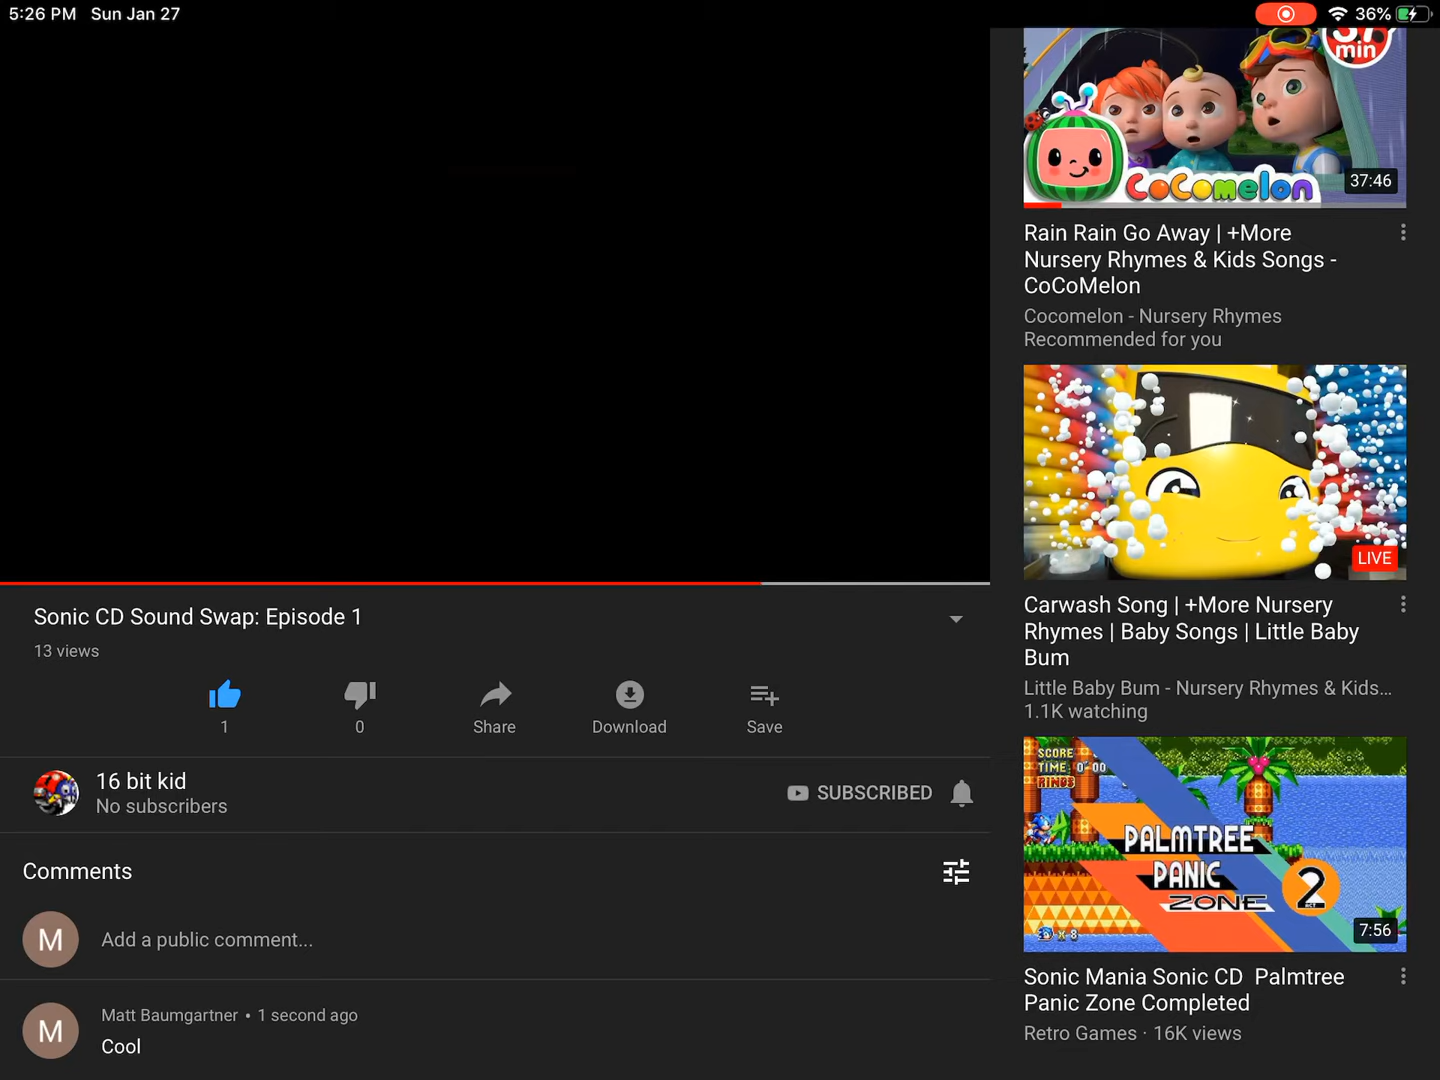 5:26 PM Sun Jan 27
36%
37
min
CoComelon
37:46
Rain Rain Go Away | +More
Nursery Rhymes & Kids Songs -
CoCoMelon
Cocomelon - Nursery Rhymes
Recommended for you
LIVE
Carwash Song | +More Nursery
Rhymes | Baby Songs | Little Baby
Bum
Little Baby Bum - Nursery Rhymes & Kids...
1.1K watching
SCORE
TIME 0'00
RINGS
PALMTREE
PANIC
ZONE
ACT 2
x 8
7:56
Sonic Mania Sonic CD Palmtree
Panic Zone Completed
Retro Games · 16K views
Sonic CD Sound Swap: Episode 1
13 views
1
0
Share
Download
Save
16 bit kid
No subscribers
SUBSCRIBED
Comments
M
Add a public comment...
M
Matt Baumgartner • 1 second ago
Cool